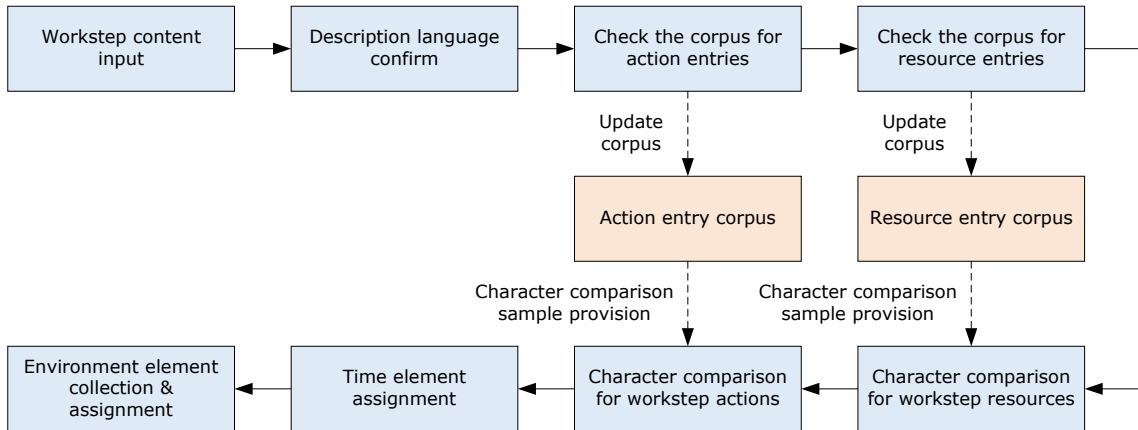 Workstep content
input
Description language
confirm
Check the corpus for
action entries
Check the corpus for
resource entries
Update
corpus
Update
corpus
Action entry corpus
Resource entry corpus
Character comparison
sample provision
Character comparison
sample provision
Environment element
collection &
assignment
Time element
assignment
Character comparison
for workstep actions
Character comparison
for workstep resources